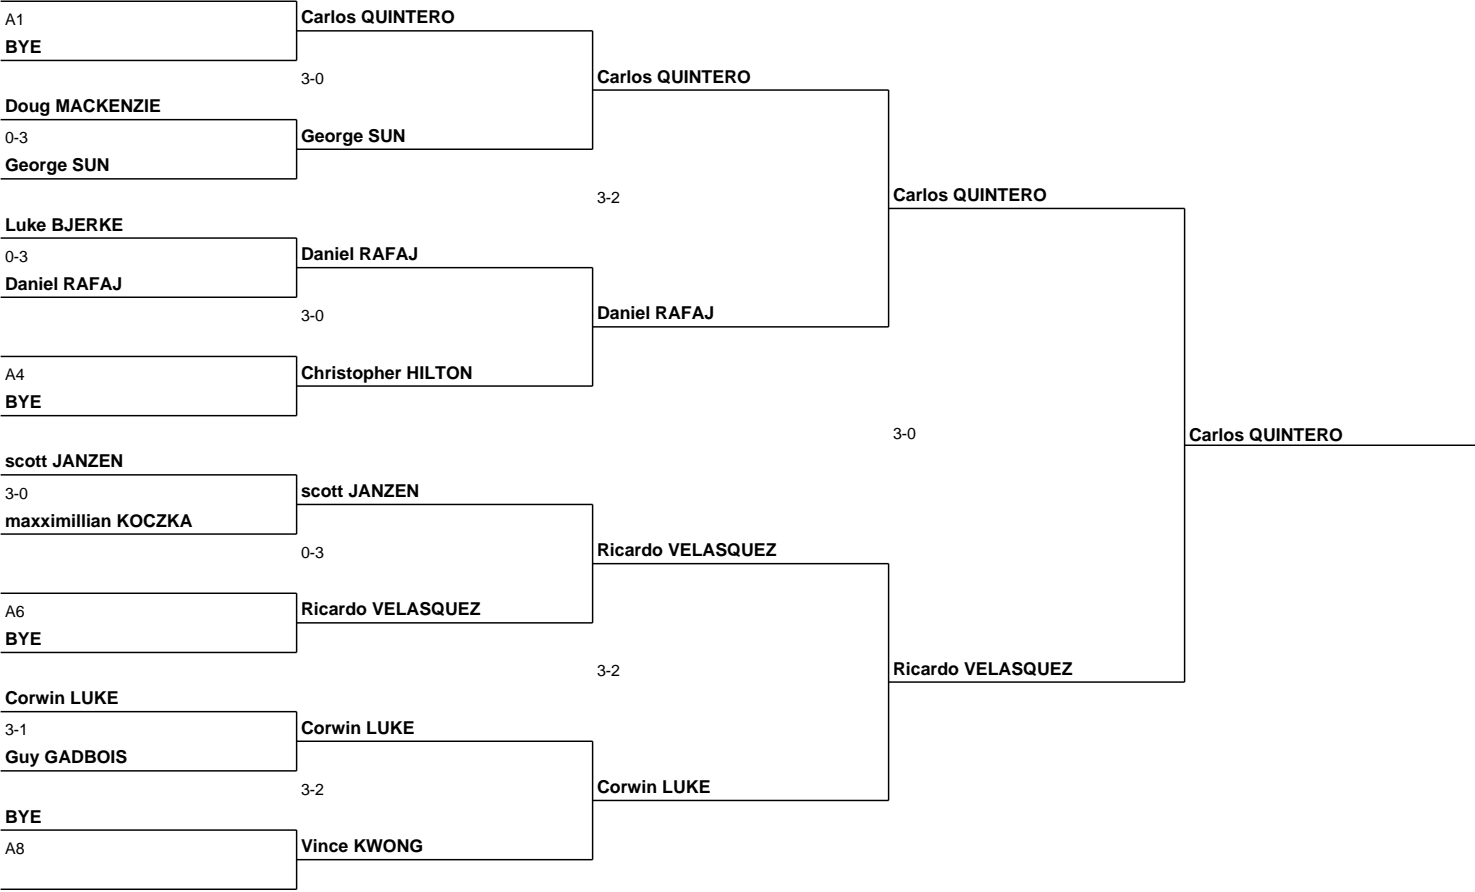 A1
BYE
Carlos QUINTERO
3-0
Carlos QUINTERO
Doug MACKENZIE
0-3
George SUN
George SUN
3-2
Carlos QUINTERO
Luke BJERKE
0-3
Daniel RAFAJ
Daniel RAFAJ
3-0
Daniel RAFAJ
A4
BYE
Christopher HILTON
3-0
Carlos QUINTERO
scott JANZEN
3-0
maxximillian KOCZKA
scott JANZEN
0-3
Ricardo VELASQUEZ
A6
BYE
Ricardo VELASQUEZ
3-2
Ricardo VELASQUEZ
Corwin LUKE
3-1
Guy GADBOIS
Corwin LUKE
3-2
Corwin LUKE
BYE
A8
Vince KWONG